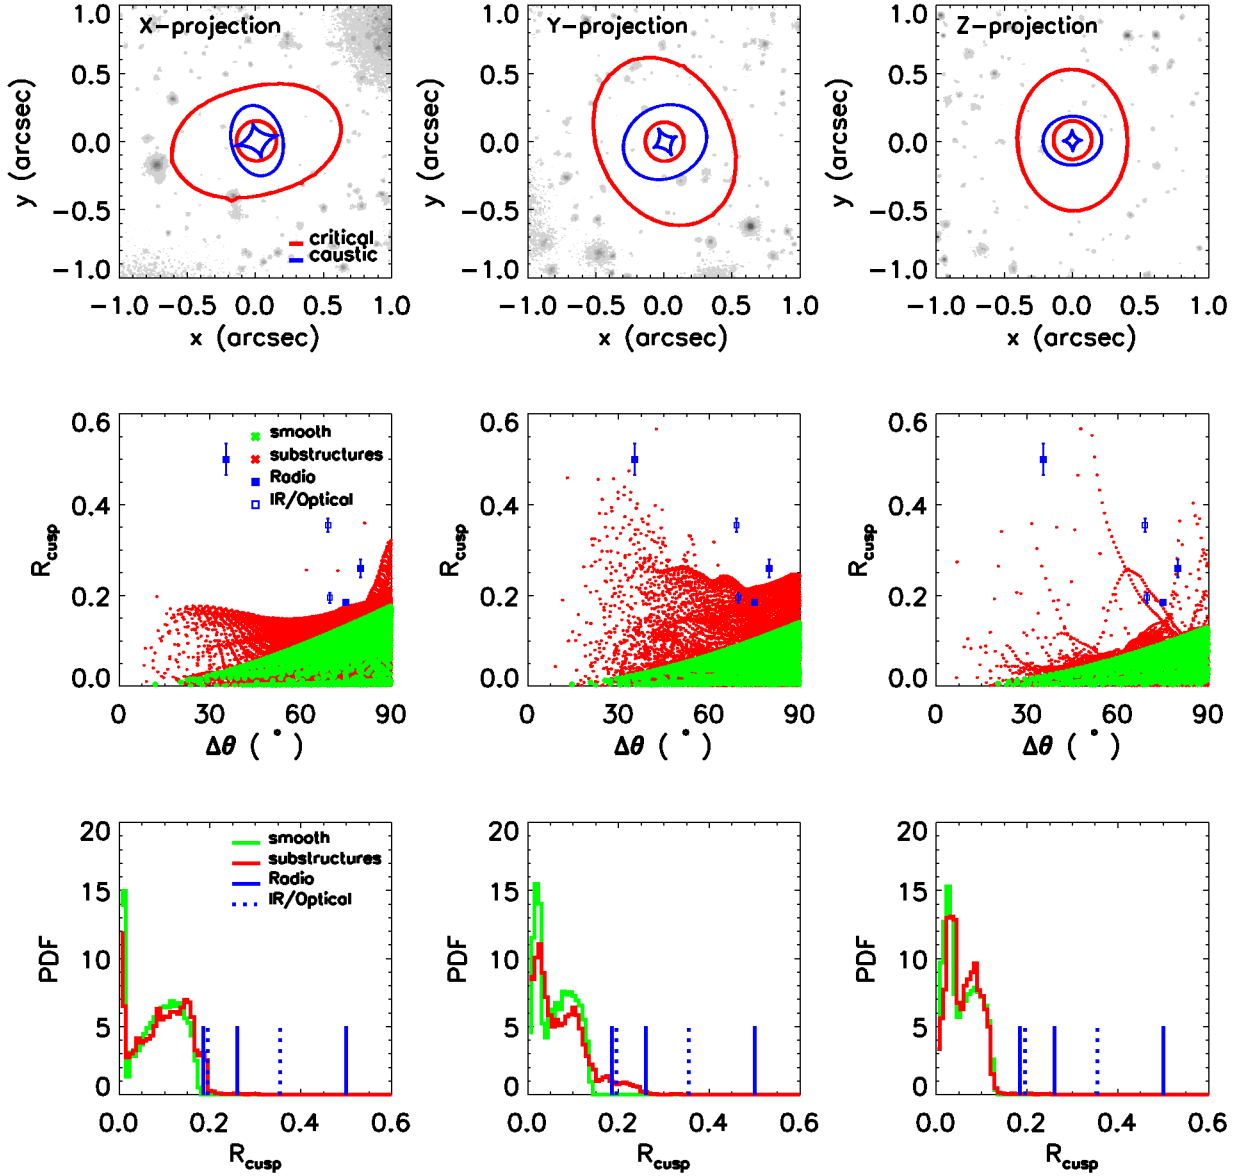 X-projection
Y-projection
Z-projection
1.0
0.5
0.0
-0.5
-1.0
y (arcsec)
critical
caustic
-1.0 -0.5 0.0 0.5 1.0
x (arcsec)
1.0
0.5
0.0
-0.5
-1.0
y (arcsec)
-1.0 -0.5 0.0 0.5 1.0
x (arcsec)
1.0
0.5
0.0
-0.5
-1.0
y (arcsec)
-1.0 -0.5 0.0 0.5 1.0
x (arcsec)
0.6
0.4
0.2
0.0
Rcusp
smooth
substructures
Radio
IR/Optical
0 30 60 90
Δθ ( ° )
0.6
0.4
0.2
0.0
Rcusp
0 30 60 90
Δθ ( ° )
0.6
0.4
0.2
0.0
Rcusp
0 30 60 90
Δθ ( ° )
20
15
10
5
0
PDF
smooth
substructures
Radio
IR/Optical
0.0 0.2 0.4 0.6
Rcusp
20
15
10
5
0
PDF
0.0 0.2 0.4 0.6
Rcusp
20
15
10
5
0
PDF
0.0 0.2 0.4 0.6
Rcusp